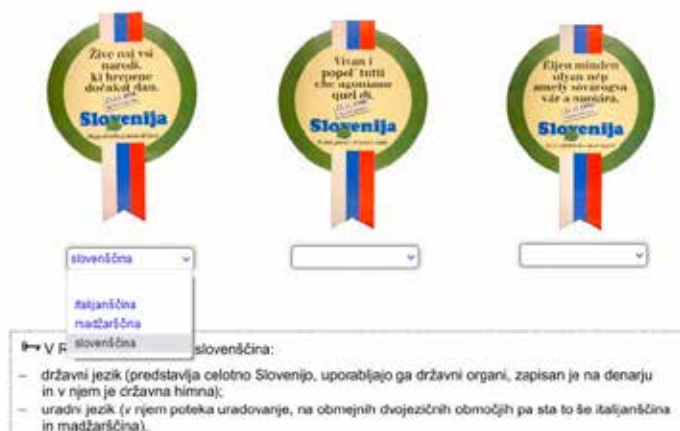 Žive naj vsi
narodi,
ki hrepene
dočakat dan,
Slovenija
Vivan i
popol' tutti
che agoniamo
quel dì,
Slovenija
Éljen minden
olyan nép
amely sóvárogva
vár a
Slovenija
slovenščina
italijanščina
madžarščina
slovenščina
V slovenščina:
– državni jezik (predstavlja celotno Slovenijo, uporabljajo ga državni organi, zapisan je na denarju
in v njem je državna himna);
– uradni jezik (v njem poteka uradovanje, na obmejnih dvojezičnih območjih pa sta to še italijanščina
in madžarščina).